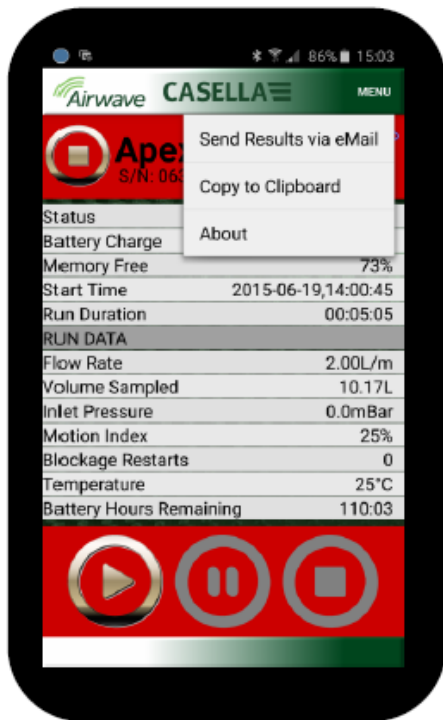 86% 15:03
Airwave CASELLA MENU
Send Results via eMail
Copy to Clipboard
About
Status
Battery Charge
Memory Free 73%
Start Time 2015-06-19,14:00:45
Run Duration 00:05:05
RUN DATA
Flow Rate 2.00L/m
Volume Sampled 10.17L
Inlet Pressure 0.0mBar
Motion Index 25%
Blockage Restarts 0
Temperature 25°C
Battery Hours Remaining 110:03